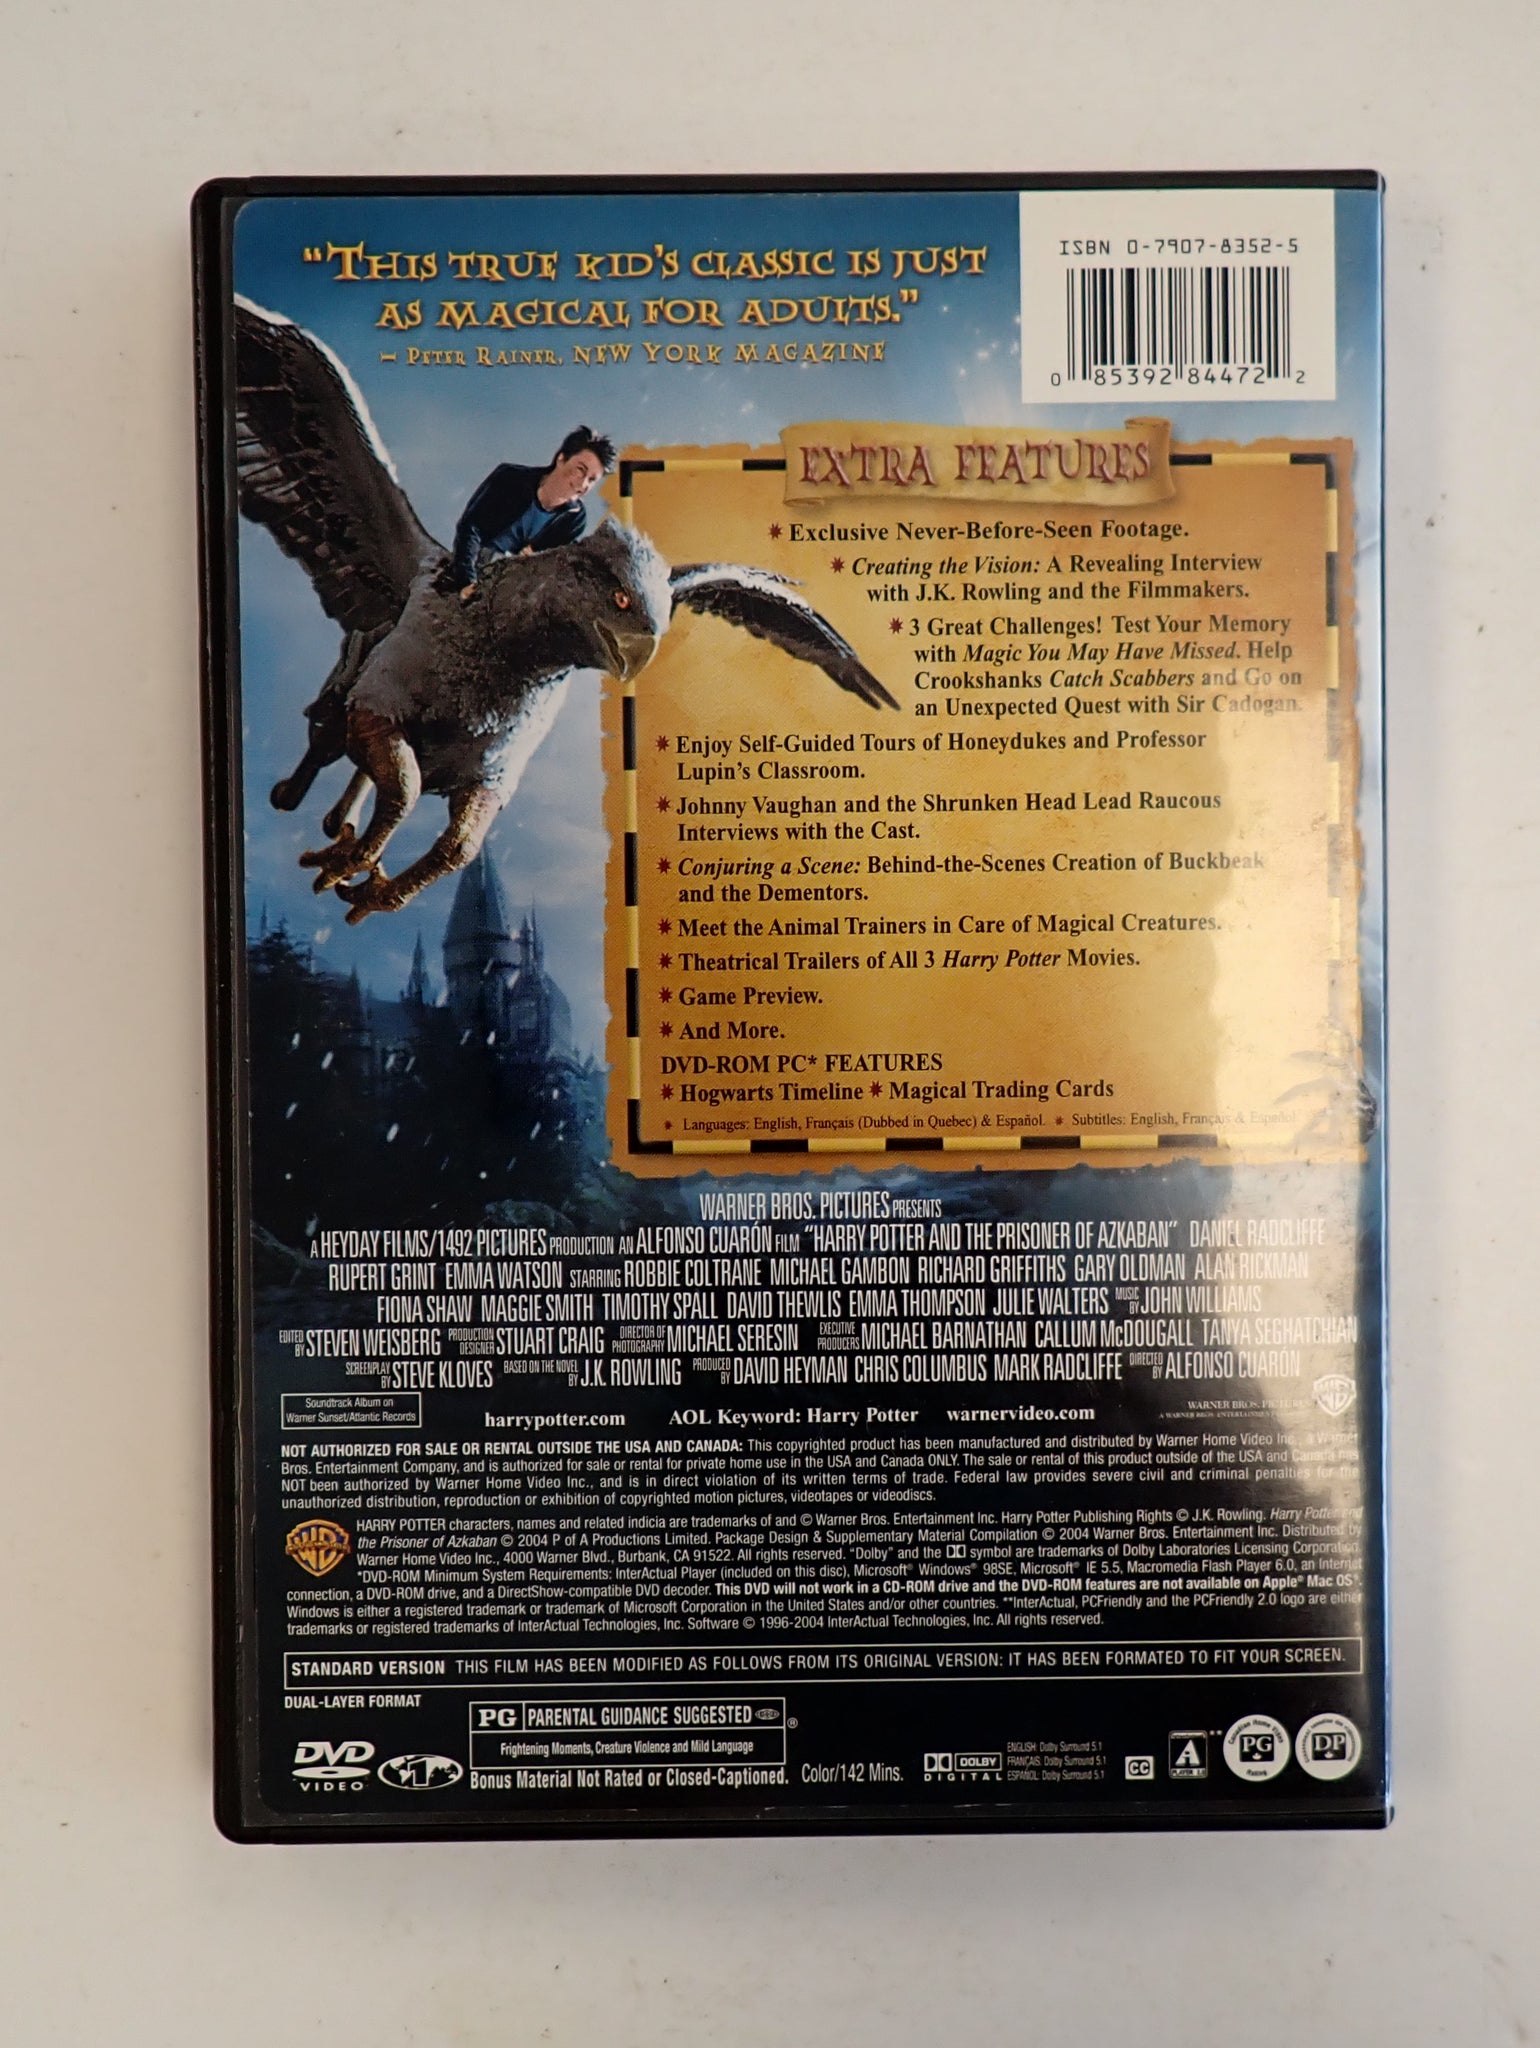 "THIS TRUE KID'S CLASSIC IS JUST
AS MAGICAL FOR ADULTS."
– PETER RAINER, NEW YORK MAGAZINE
ISBN 0-7907-8352-5
0 85392 84472 2
EXTRA FEATURES
Exclusive Never-Before-Seen Footage.
Creating the Vision: A Revealing Interview
with J.K. Rowling and the Filmmakers.
3 Great Challenges! Test Your Memory
with Magic You May Have Missed. Help
Crookshanks Catch Scabbers and Go on
an Unexpected Quest with Sir Cadogan.
Enjoy Self-Guided Tours of Honeydukes and Professor
Lupin's Classroom.
Johnny Vaughan and the Shrunken Head Lead Raucous
Interviews with the Cast.
Conjuring a Scene: Behind-the-Scenes Creation of Buckbeak
and the Dementors.
Meet the Animal Trainers in Care of Magical Creatures.
Theatrical Trailers of All 3 Harry Potter Movies.
Game Preview.
And More.
DVD-ROM PC* FEATURES
Hogwarts Timeline * Magical Trading Cards
Languages: English, Français (Dubbed in Quebec) & Español. * Subtitles: English, Français & Español
WARNER BROS. PICTURES PRESENTS
A HEYDAY FILMS/1492 PICTURES PRODUCTION AN ALFONSO CUARÓN FILM "HARRY POTTER AND THE PRISONER OF AZKABAN" DANIEL RADCLIFFE
RUPERT GRINT EMMA WATSON STARRING ROBBIE COLTRANE MICHAEL GAMBON RICHARD GRIFFITHS GARY OLDMAN ALAN RICKMAN
FIONA SHAW MAGGIE SMITH TIMOTHY SPALL DAVID THEWLIS EMMA THOMPSON JULIE WALTERS MUSIC BY JOHN WILLIAMS
EDITED BY STEVEN WEISBERG PRODUCTION DESIGNER STUART CRAIG DIRECTOR OF PHOTOGRAPHY MICHAEL SERESIN EXECUTIVE PRODUCERS MICHAEL BARNATHAN CALLUM McDOUGALL TANYA SEGHATCHIAN
SCREENPLAY BY STEVE KLOVES BASED ON THE NOVEL BY J.K. ROWLING PRODUCED BY DAVID HEYMAN CHRIS COLUMBUS MARK RADCLIFFE DIRECTED BY ALFONSO CUARÓN
Soundtrack Album on
Warner Sunset/Atlantic Records
harrypotter.com AOL Keyword: Harry Potter warnervideo.com
WARNER BROS. PICTURES
NOT AUTHORIZED FOR SALE OR RENTAL OUTSIDE THE USA AND CANADA: This copyrighted product has been manufactured and distributed by Warner Home Video Inc., a Warner
Bros. Entertainment Company, and is authorized for sale or rental for private home use in the USA and Canada ONLY. The sale or rental of this product outside of the USA and Canada has
NOT been authorized by Warner Home Video Inc., and is in direct violation of its written terms of trade. Federal law provides severe civil and criminal penalties for the
unauthorized distribution, reproduction or exhibition of copyrighted motion pictures, videotapes or videodiscs.
WB
HARRY POTTER characters, names and related indicia are trademarks of and © Warner Bros. Entertainment Inc. Harry Potter Publishing Rights © J.K. Rowling. Harry Potter and
the Prisoner of Azkaban © 2004 P of A Productions Limited. Package Design & Supplementary Material Compilation © 2004 Warner Bros. Entertainment Inc. Distributed by
Warner Home Video Inc., 4000 Warner Blvd., Burbank, CA 91522. All rights reserved. "Dolby" and the DD symbol are trademarks of Dolby Laboratories Licensing Corporation.
*DVD-ROM Minimum System Requirements: InterActual Player (included on this disc), Microsoft® Windows® 98SE, Microsoft® IE 5.5, Macromedia Flash Player 6.0, an Internet
connection, a DVD-ROM drive, and a DirectShow-compatible DVD decoder. This DVD will not work in a CD-ROM drive and the DVD-ROM features are not available on Apple® Mac OS®.
Windows is either a registered trademark or trademark of Microsoft Corporation in the United States and/or other countries. **InterActual, PCFriendly and the PCFriendly 2.0 logo are either
trademarks or registered trademarks of InterActual Technologies, Inc. Software © 1996-2004 InterActual Technologies, Inc. All rights reserved.
STANDARD VERSION THIS FILM HAS BEEN MODIFIED AS FOLLOWS FROM ITS ORIGINAL VERSION: IT HAS BEEN FORMATED TO FIT YOUR SCREEN.
DUAL-LAYER FORMAT
DVD
VIDEO
1
PG PARENTAL GUIDANCE SUGGESTED ®
Frightening Moments, Creature Violence and Mild Language
Bonus Material Not Rated or Closed-Captioned.
Color/142 Mins.
DOLBY
DIGITAL
ENGLISH: Dolby Surround 5.1
FRANÇAIS: Dolby Surround 5.1
ESPAÑOL: Dolby Surround 5.1
CC
A **
PLAYER 2.0
Canadian Home Video
PG
Rating
DP